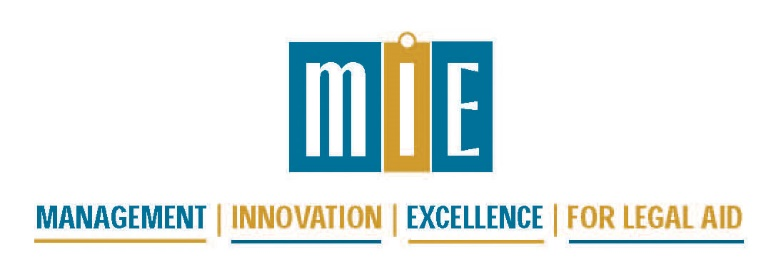 MiE
MANAGEMENT | INNOVATION | EXCELLENCE | FOR LEGAL AID